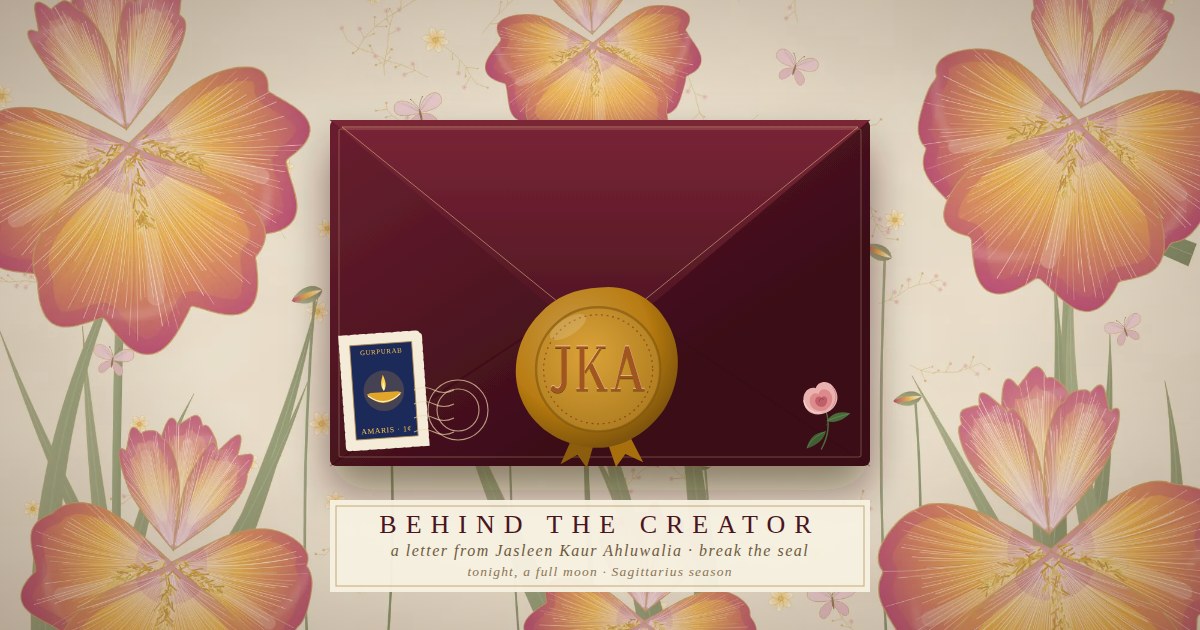 JKA
GURPURAB
AMARIS · 1¢
BEHIND THE CREATOR
a letter from Jasleen Kaur Ahluwalia · break the seal
tonight, a full moon · Sagittarius season